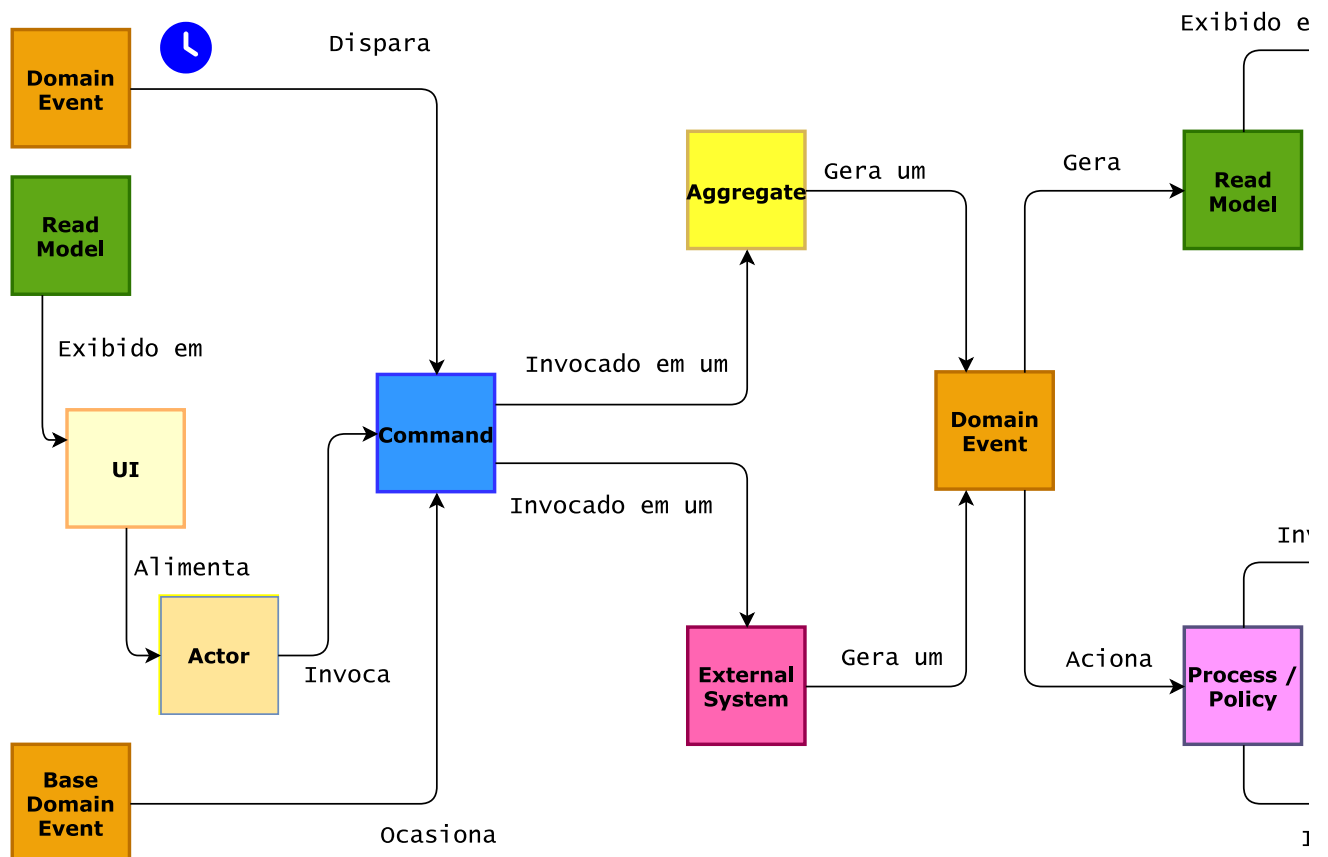 Exibido e
Dispara
Domain
Event
Aggregate
Gera um
Gera
Read
Model
Read
Model
Exibido em
Invocado em um
Command
Domain
Event
UI
Invocado em um
Alimenta
Actor
Invoca
External
System
Gera um
Aciona
Process /
Policy
Base
Domain
Event
Ocasiona